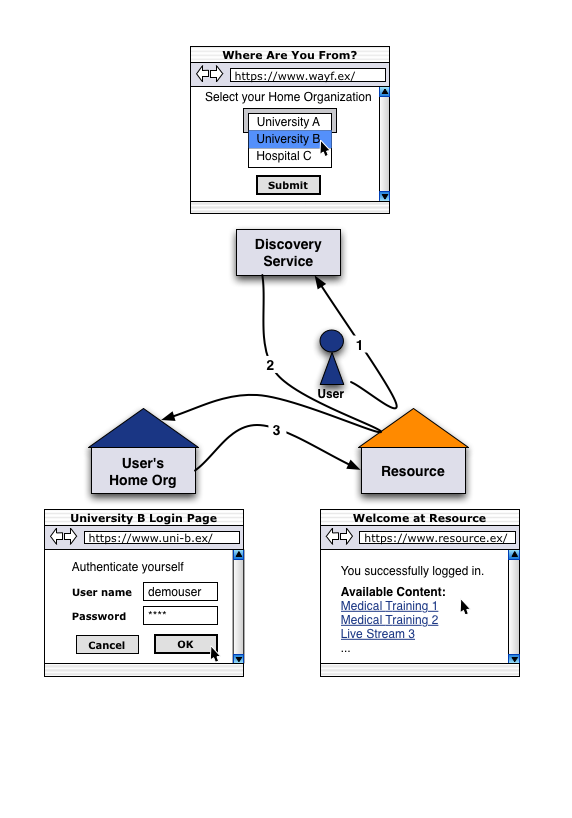 Where Are You From?
https://www.wayf.ex/
Select your Home Organization
University A
University B
Hospital C
Submit
Discovery
Service
1
2
User
3
User's
Home Org
Resource
University B Login Page
https://www.uni-b.ex/
Authenticate yourself
User name demouser
Password ****
Cancel OK
Welcome at Resource
https://www.resource.ex/
You successfully logged in.
Available Content:
Medical Training 1
Medical Training 2
Live Stream 3
...